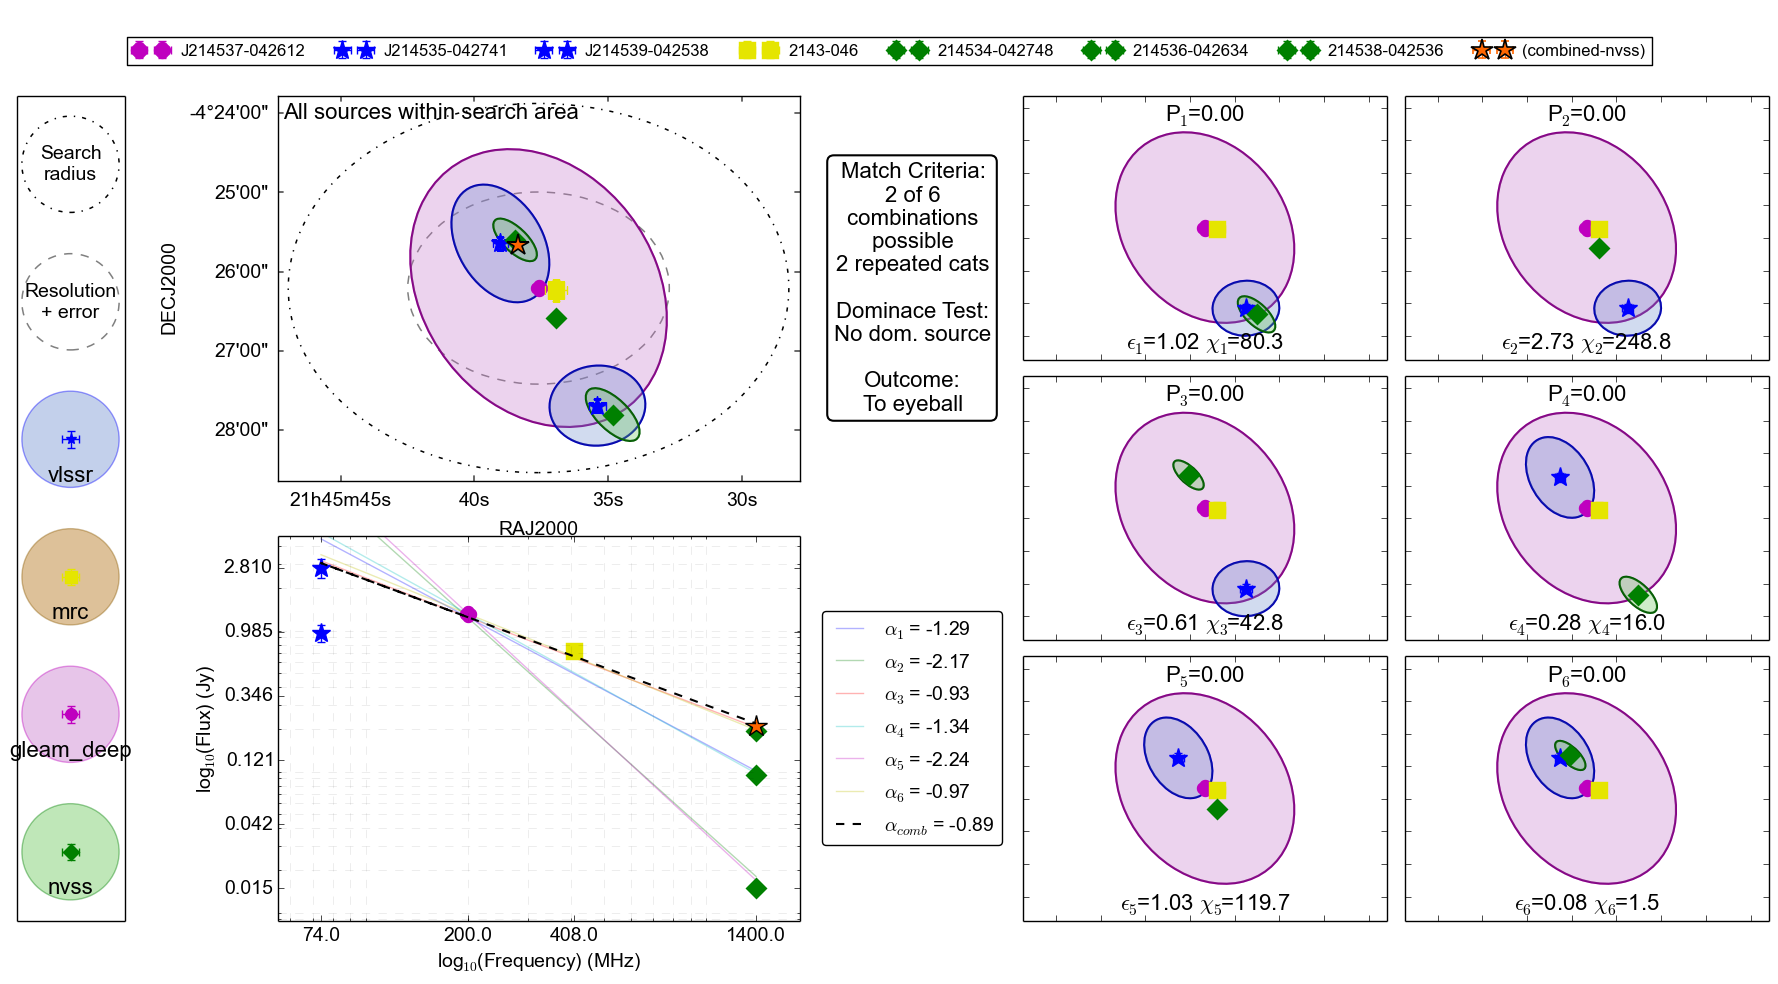 J214537-042612 J214535-042741 J214539-042538 2143-046 214534-042748 214536-042634 214538-042536 (combined-nvss)
Search
radius
Resolution
+ error
vlssr
mrc
gleam_deep
nvss
All sources within search area
-4°24'00"
25'00"
26'00"
27'00"
28'00"
DECJ2000
21h45m45s 40s 35s 30s
RAJ2000
Match Criteria:
2 of 6
combinations
possible
2 repeated cats
Dominace Test:
No dom. source
Outcome:
To eyeball
2.810
0.985
0.346
0.121
0.042
0.015
log10(Flux) (Jy)
74.0 200.0 408.0 1400.0
log10(Frequency) (MHz)
α1 = -1.29
α2 = -2.17
α3 = -0.93
α4 = -1.34
α5 = -2.24
α6 = -0.97
αcomb = -0.89
P1=0.00
ϵ1=1.02 χ1=80.3
P2=0.00
ϵ2=2.73 χ2=248.8
P3=0.00
ϵ3=0.61 χ3=42.8
P4=0.00
ϵ4=0.28 χ4=16.0
P5=0.00
ϵ5=1.03 χ5=119.7
P6=0.00
ϵ6=0.08 χ6=1.5